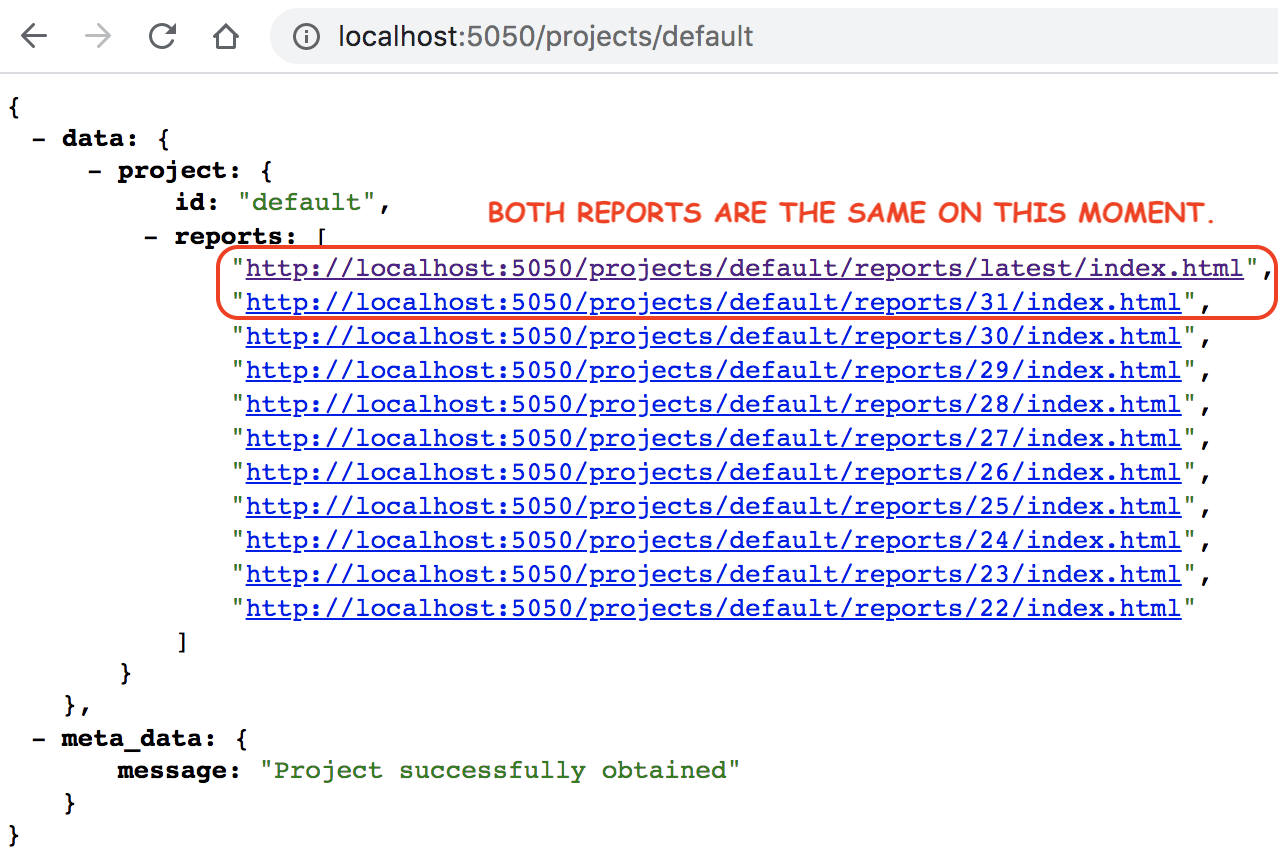 localhost:5050/projects/default
{
– data: {
– project: {
id: "default",
BOTH REPORTS ARE THE SAME ON THIS MOMENT.
– reports: [
"http://localhost:5050/projects/default/reports/latest/index.html",
"http://localhost:5050/projects/default/reports/31/index.html",
"http://localhost:5050/projects/default/reports/30/index.html",
"http://localhost:5050/projects/default/reports/29/index.html",
"http://localhost:5050/projects/default/reports/28/index.html",
"http://localhost:5050/projects/default/reports/27/index.html",
"http://localhost:5050/projects/default/reports/26/index.html",
"http://localhost:5050/projects/default/reports/25/index.html",
"http://localhost:5050/projects/default/reports/24/index.html",
"http://localhost:5050/projects/default/reports/23/index.html",
"http://localhost:5050/projects/default/reports/22/index.html"
]
}
},
– meta_data: {
message: "Project successfully obtained"
}
}